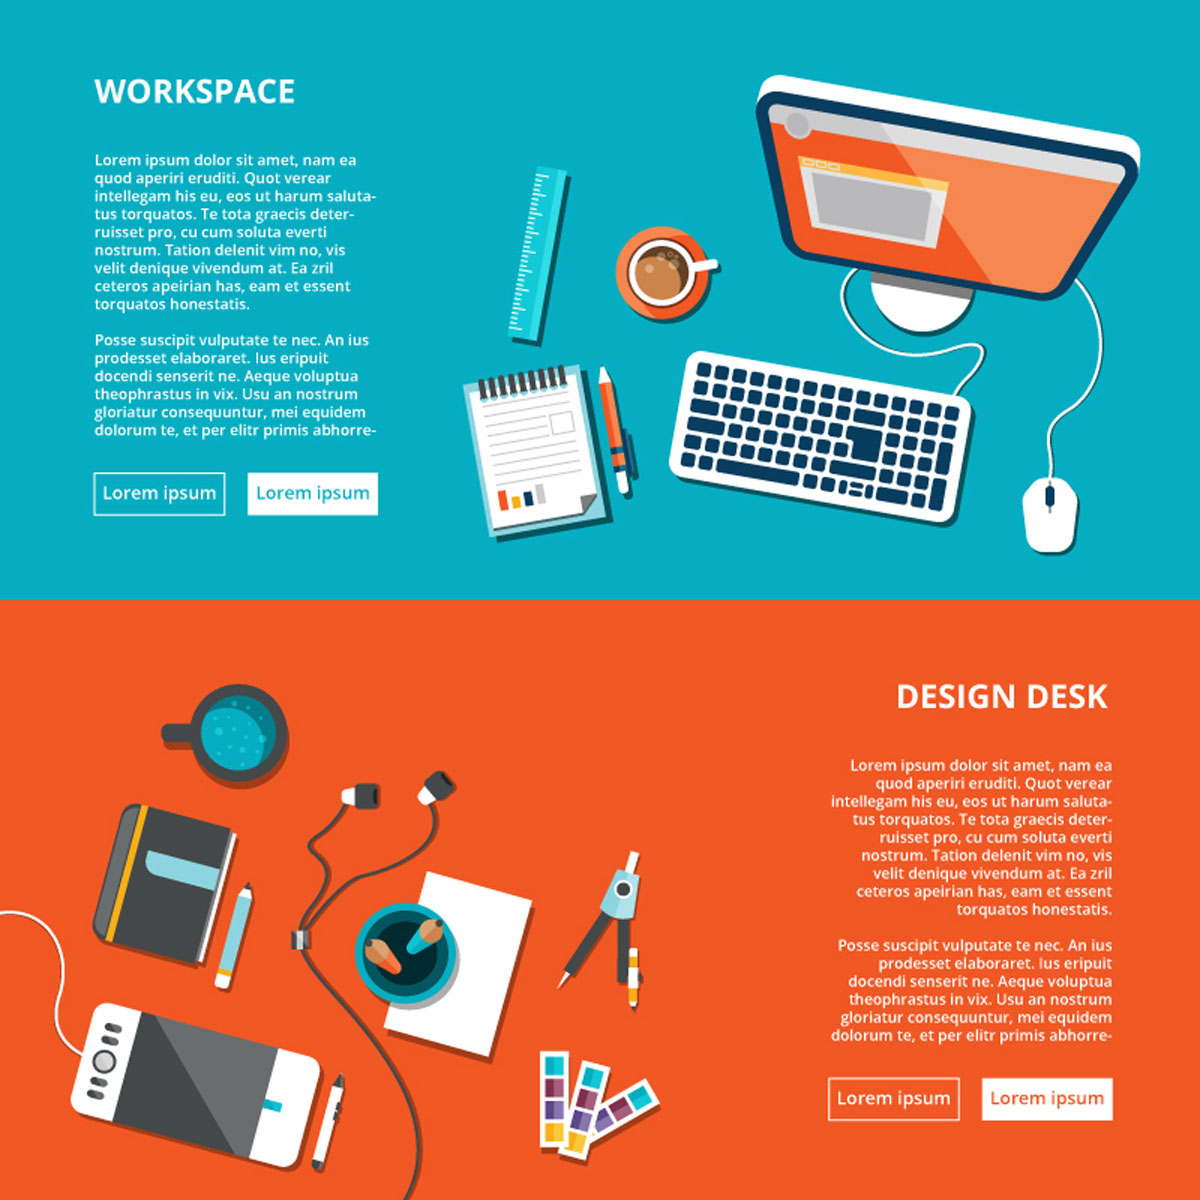 WORKSPACE
Lorem ipsum dolor sit amet, nam ea
quod aperiri eruditi. Quot verear
intellegam his eu, eos ut harum saluta-
tus torquatos. Te tota graecis deter-
ruisset pro, cu cum soluta everti
nostrum. Tation delenit vim no, vis
velit denique vivendum at. Ea zril
ceteros apeirian has, eam et essent
torquatos honestatis.
Posse suscipit vulputate te nec. An ius
prodesset elaboraret. Ius eripuit
docendi senserit ne. Aeque voluptua
theophrastus in vix. Usu an nostrum
gloriatur consequuntur, mei equidem
dolorum te, et per elitr primis abhorre-
Lorem ipsum
Lorem ipsum
DESIGN DESK
Lorem ipsum dolor sit amet, nam ea
quod aperiri eruditi. Quot verear
intellegam his eu, eos ut harum saluta-
tus torquatos. Te tota graecis deter-
ruisset pro, cu cum soluta everti
nostrum. Tation delenit vim no, vis
velit denique vivendum at. Ea zril
ceteros apeirian has, eam et essent
torquatos honestatis.
Posse suscipit vulputate te nec. An ius
prodesset elaboraret. Ius eripuit
docendi senserit ne. Aeque voluptua
theophrastus in vix. Usu an nostrum
gloriatur consequuntur, mei equidem
dolorum te, et per elitr primis abhorre-
Lorem ipsum
Lorem ipsum